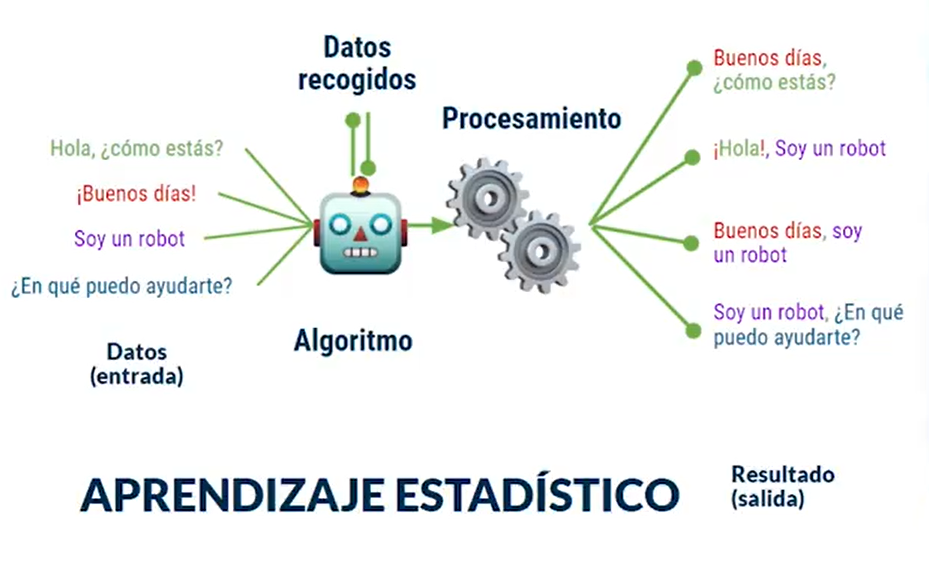 Datos
recogidos
Procesamiento
Hola, ¿cómo estás?
¡Buenos días!
Soy un robot
¿En qué puedo ayudarte?
Datos
(entrada)
Algoritmo
Buenos días,
¿cómo estás?
¡Hola!, Soy un robot
Buenos días, soy
un robot
Soy un robot, ¿En qué
puedo ayudarte?
APRENDIZAJE ESTADÍSTICO
Resultado
(salida)